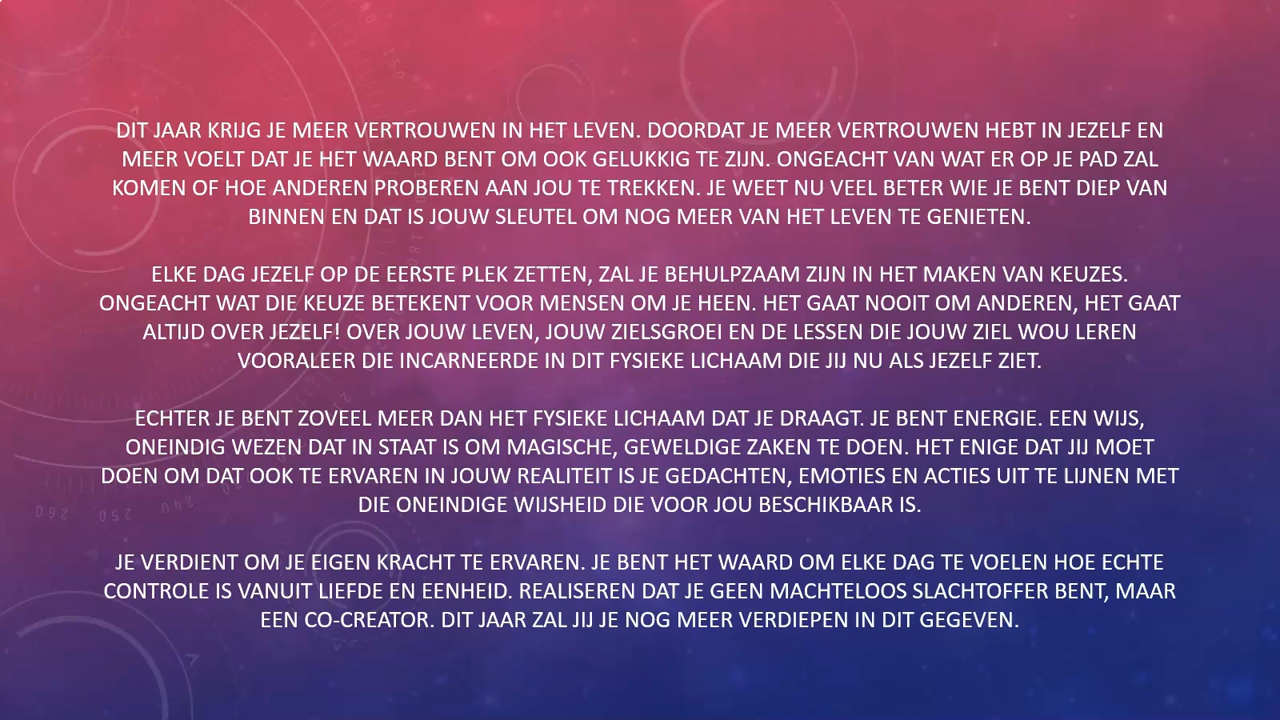 DIT JAAR KRIJG JE MEER VERTROUWEN IN HET LEVEN. DOORDAT JE MEER VERTROUWEN HEBT IN JEZELF EN
MEER VOELT DAT JE HET WAARD BENT OM OOK GELUKKIG TE ZIJN. ONGEACHT VAN WAT ER OP JE PAD ZAL
KOMEN OF HOE ANDEREN PROBEREN AAN JOU TE TREKKEN. JE WEET NU VEEL BETER WIE JE BENT DIEP VAN
BINNEN EN DAT IS JOUW SLEUTEL OM NOG MEER VAN HET LEVEN TE GENIETEN.
ELKE DAG JEZELF OP DE EERSTE PLEK ZETTEN, ZAL JE BEHULPZAAM ZIJN IN HET MAKEN VAN KEUZES.
ONGEACHT WAT DIE KEUZE BETEKENT VOOR MENSEN OM JE HEEN. HET GAAT NOOIT OM ANDEREN, HET GAAT
ALTIJD OVER JEZELF! OVER JOUW LEVEN, JOUW ZIELSGROEI EN DE LESSEN DIE JOUW ZIEL WOU LEREN
VOORALEER DIE INCARNEERDE IN DIT FYSIEKE LICHAAM DIE JIJ NU ALS JEZELF ZIET.
ECHTER JE BENT ZOVEEL MEER DAN HET FYSIEKE LICHAAM DAT JE DRAAGT. JE BENT ENERGIE. EEN WIJS,
ONEINDIG WEZEN DAT IN STAAT IS OM MAGISCHE, GEWELDIGE ZAKEN TE DOEN. HET ENIGE DAT JIJ MOET
DOEN OM DAT OOK TE ERVAREN IN JOUW REALITEIT IS JE GEDACHTEN, EMOTIES EN ACTIES UIT TE LIJNEN MET
DIE ONEINDIGE WIJSHEID DIE VOOR JOU BESCHIKBAAR IS.
JE VERDIENT OM JE EIGEN KRACHT TE ERVAREN. JE BENT HET WAARD OM ELKE DAG TE VOELEN HOE ECHTE
CONTROLE IS VANUIT LIEFDE EN EENHEID. REALISEREN DAT JE GEEN MACHTELOOS SLACHTOFFER BENT, MAAR
EEN CO-CREATOR. DIT JAAR ZAL JIJ JE NOG MEER VERDIEPEN IN DIT GEGEVEN.
260
250
240
150
180